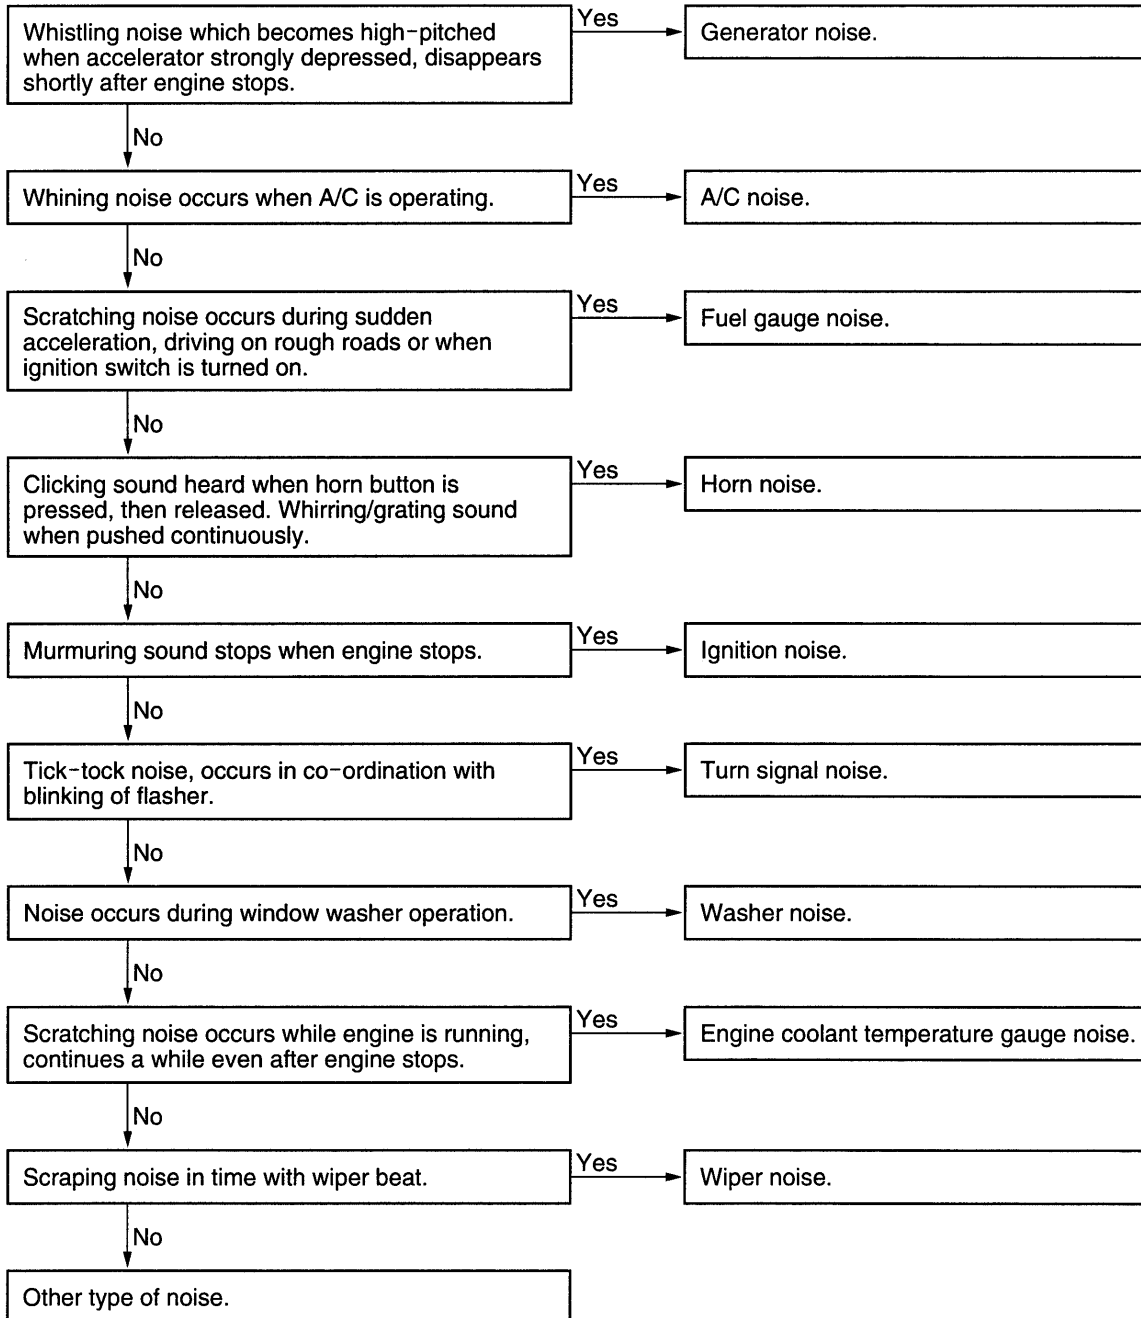 Whistling noise which becomes high-pitched
when accelerator strongly depressed, disappears
shortly after engine stops.
Yes
Generator noise.
No
Whining noise occurs when A/C is operating.
Yes
A/C noise.
No
Scratching noise occurs during sudden
acceleration, driving on rough roads or when
ignition switch is turned on.
Yes
Fuel gauge noise.
No
Clicking sound heard when horn button is
pressed, then released. Whirring/grating sound
when pushed continuously.
Yes
Horn noise.
No
Murmuring sound stops when engine stops.
Yes
Ignition noise.
No
Tick-tock noise, occurs in co-ordination with
blinking of flasher.
Yes
Turn signal noise.
No
Noise occurs during window washer operation.
Yes
Washer noise.
No
Scratching noise occurs while engine is running,
continues a while even after engine stops.
Yes
Engine coolant temperature gauge noise.
No
Scraping noise in time with wiper beat.
Yes
Wiper noise.
No
Other type of noise.